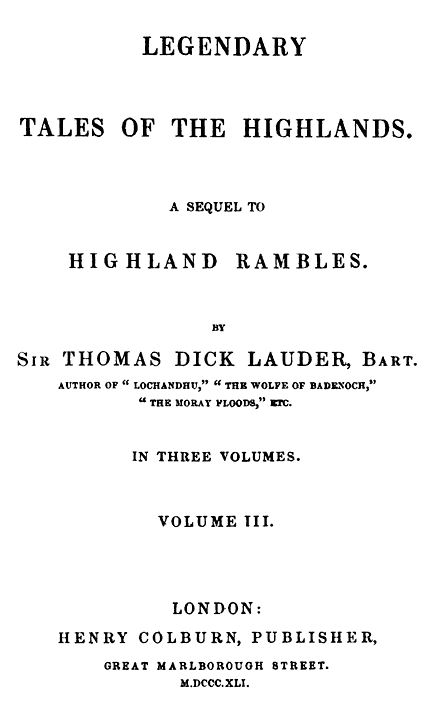 LEGENDARY
TALES OF THE HIGHLANDS.
A SEQUEL TO
HIGHLAND RAMBLES.
BY
SIR THOMAS DICK LAUDER, BART.
AUTHOR OF “ LOCHANDHU,” “ THE WOLFE OF BADENOCH,”
“ THE MORAY FLOODS,” ETC.
IN THREE VOLUMES.
VOLUME III.
LONDON:
HENRY COLBURN, PUBLISHER,
GREAT MARLBOROUGH STREET.
M.DCCC.XLI.